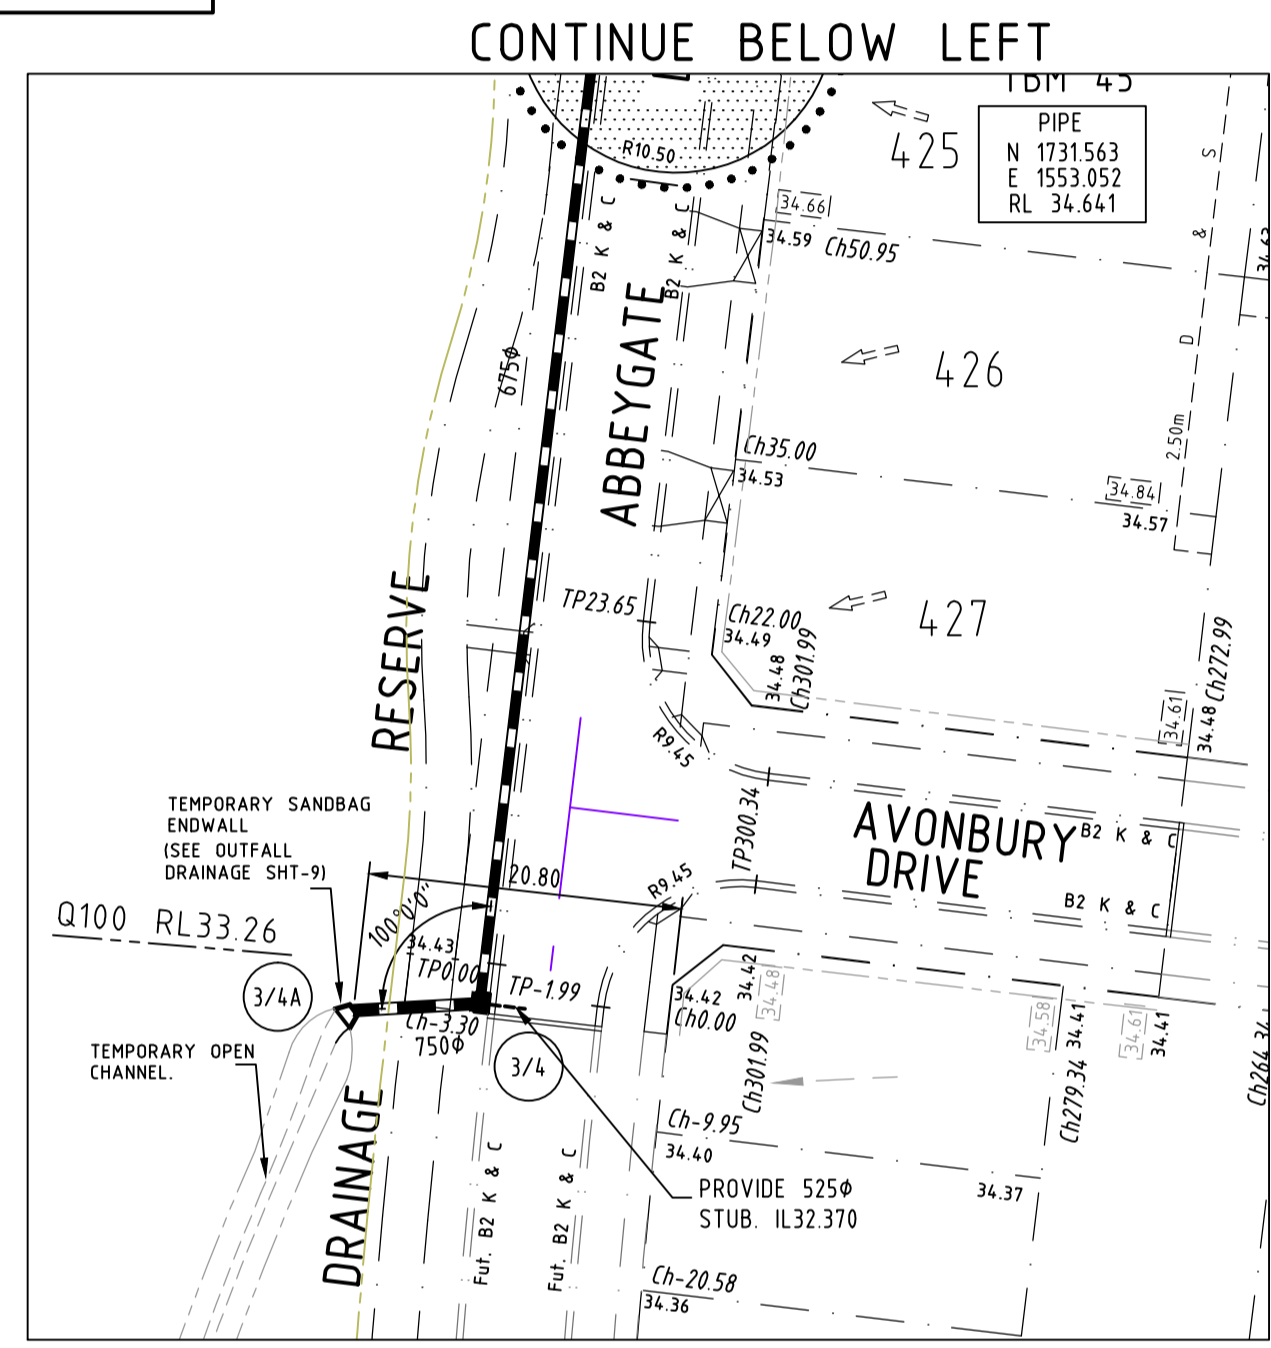 CONTINUE BELOW LEFT
TBM 45
PIPE
N 1731.563
E 1553.052
RL 34.641
425
R10.50
34.66
34.59
Ch50.95
B2 K & C
B2 K & C
D & S
2.50m
ABBEYGATE
675Φ
426
Ch35.00
34.53
34.84
34.57
TP23.65
Ch22.00
34.49
427
34.48
Ch301.99
RESERVE
34.61
34.48
Ch272.99
R9.45
TEMPORARY SANDBAG
ENDWALL
(SEE OUTFALL
DRAINAGE SHT-9)
TP300.34
AVONBURY
DRIVE
B2 K & C
B2 K & C
20.80
R9.45
100°0'0"
Q100 RL33.26
34.43
TP0.00
TP-1.99
3/4A
Ch-3.30
750Φ
3/4
34.42
Ch0.00
34.42
34.48
Ch301.99
34.58
34.41
Ch279.34
34.61
34.41
Ch264.34
TEMPORARY OPEN
CHANNEL.
DRAINAGE
Ch-9.95
34.40
PROVIDE 525Φ
STUB. IL32.370
34.37
Fut. B2 K & C
Fut. B2 K & C
Ch-20.58
34.36